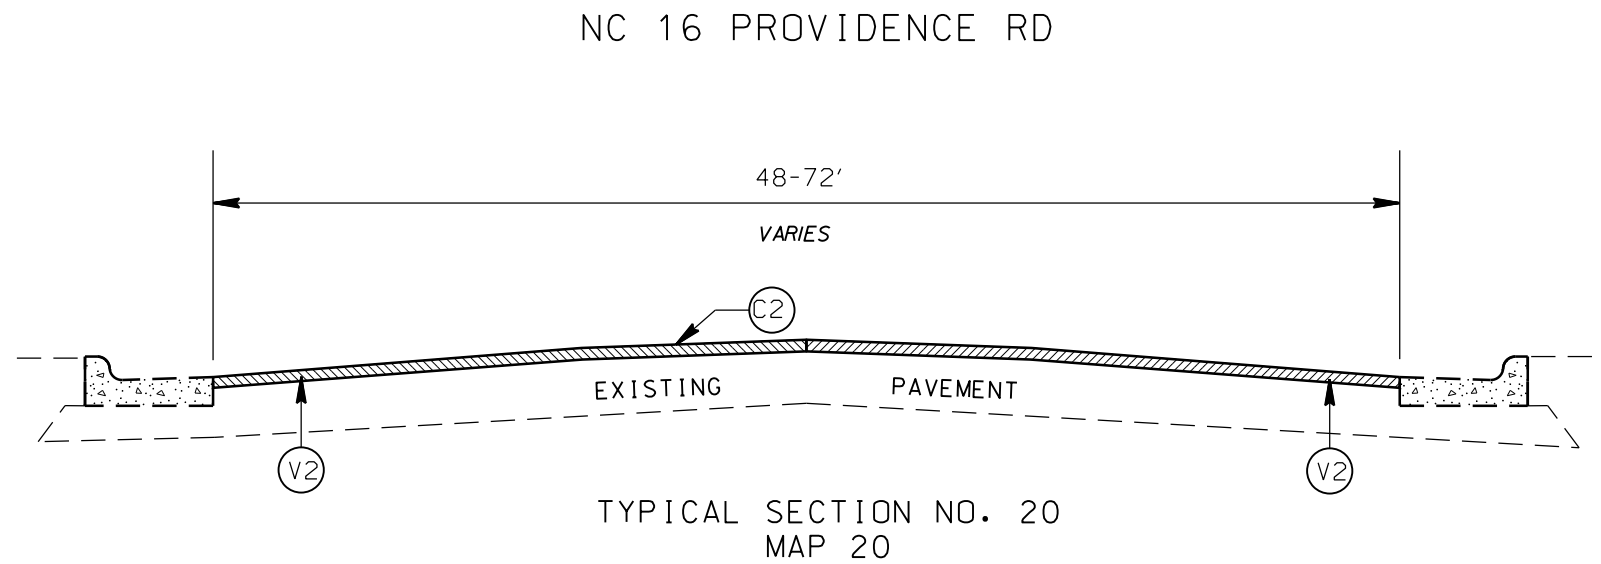 NC 16 PROVIDENCE RD
48-72'
VARIES
C2
EXISTING PAVEMENT
V2
V2
TYPICAL SECTION NO. 20
MAP 20